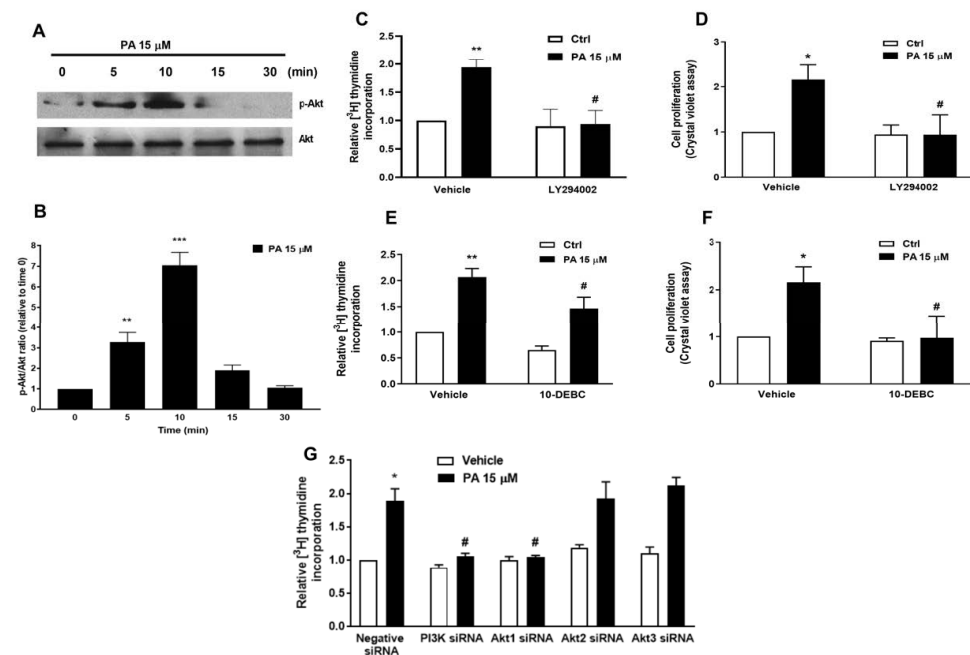 A
PA 15 µM
0 5 10 15 30 (min)
p-Akt
Akt
B
p-Akt/Akt ratio (relative to time 0)
8
7
6
5
4
3
2
1
0
***
**
PA 15 µM
0 5 10 15 30
Time (min)
C
Relative [³H] thymidine
incorporation
2.5
2.0
1.5
1.0
0.5
0.0
**
#
Ctrl
PA 15 µM
Vehicle LY294002
D
Cell proliferation
(Crystal violet assay)
3
2
1
0
*
#
Ctrl
PA 15 µM
Vehicle LY294002
E
Relative [³H] thymidine
incorporation
2.5
2.0
1.5
1.0
0.5
0.0
**
#
Ctrl
PA 15 µM
Vehicle 10-DEBC
F
Cell proliferation
(Crystal violet assay)
3
2
1
0
*
#
Ctrl
PA 15 µM
Vehicle 10-DEBC
G
Relative [³H] thymidine
incorporation
2.5
2.0
1.5
1.0
0.5
0.0
*
# #
Vehicle
PA 15 µM
Negative PI3K siRNA Akt1 siRNA Akt2 siRNA Akt3 siRNA
siRNA